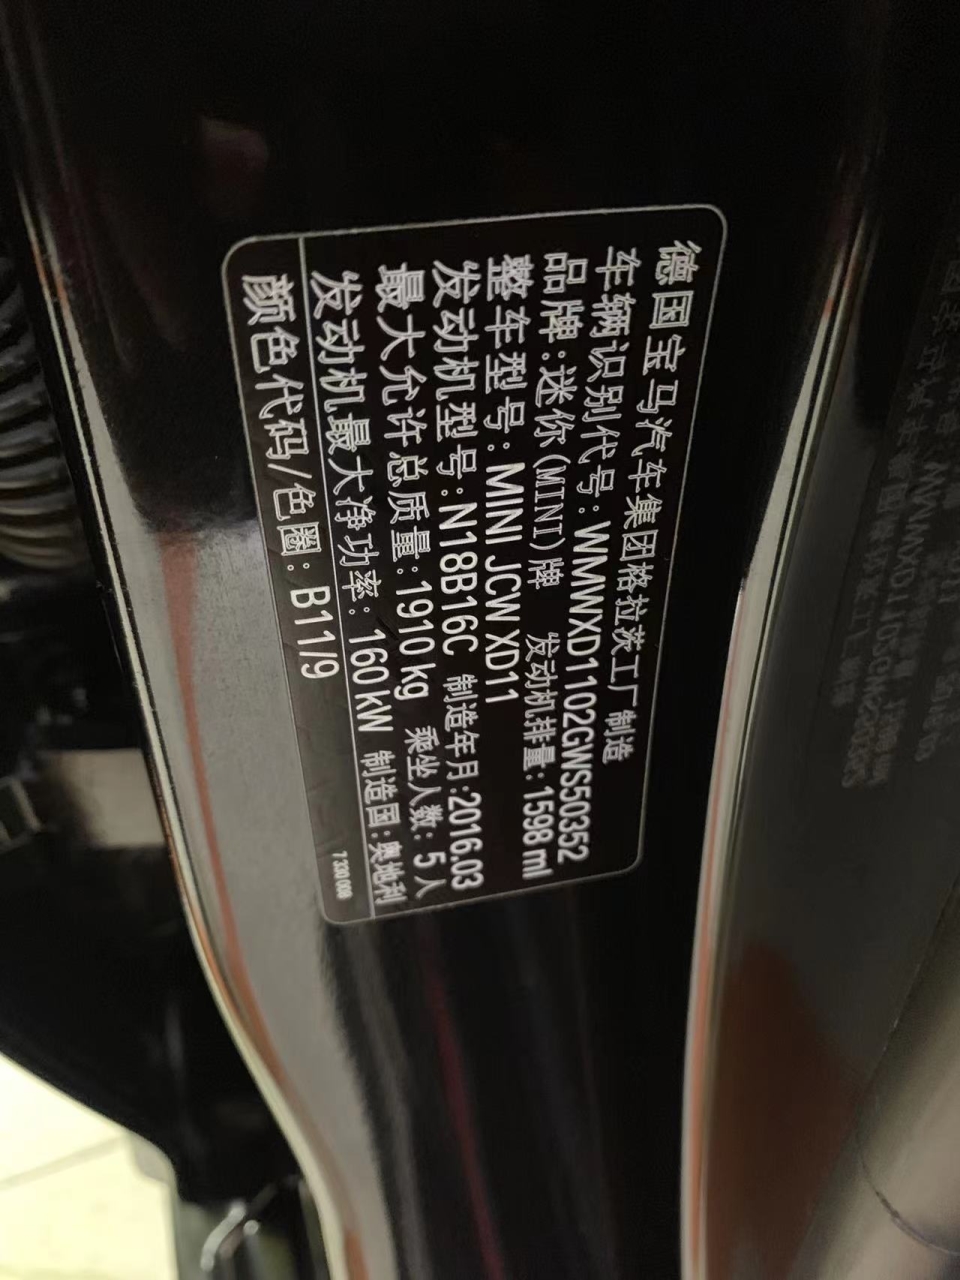 德国宝马汽车集团格拉茨工厂制造
车辆识别代号：WMWXD1102GWS50352
品牌：迷你(MINI)牌 发动机排量：1598 ml
整车型号：MINI JCW XD11
发动机型号：N18B16C 制造年月：2016.03
最大允许总质量：1910 kg 乘坐人数：5人
发动机最大净功率：160 kW 制造国：奥地利
颜色代码/色圈：B11/9
7 330 008